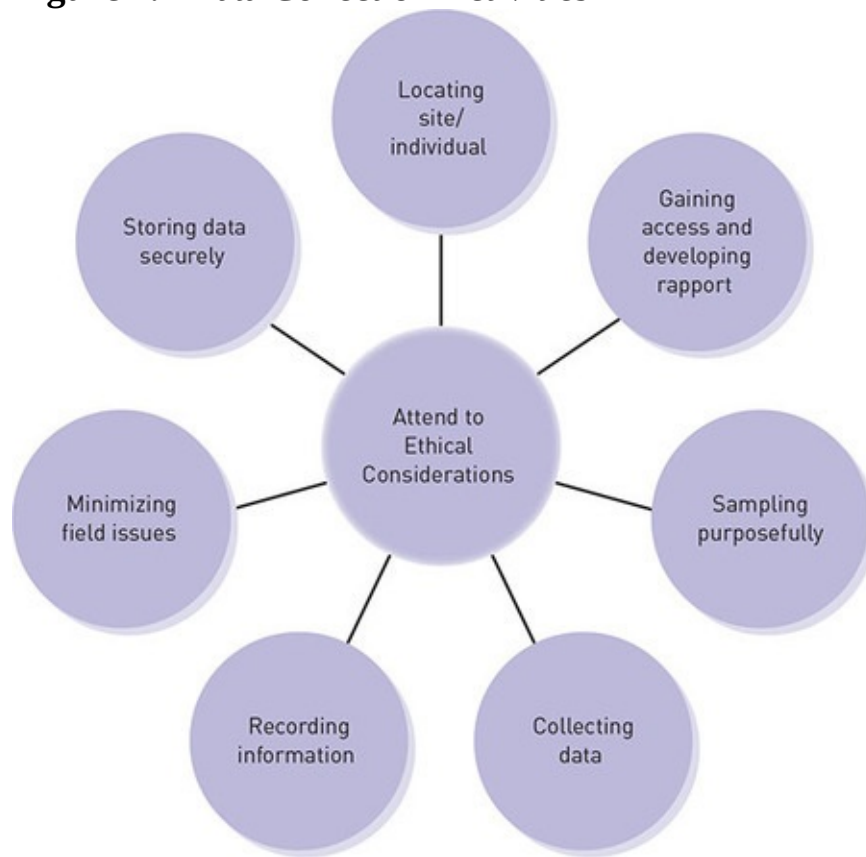 Locating
site/
individual
Gaining
access and
developing
rapport
Sampling
purposefully
Collecting
data
Recording
information
Minimizing
field issues
Storing data
securely
Attend to
Ethical
Considerations